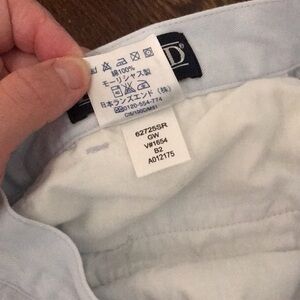 綿100%
モーリシャス製
日本ランズエンド(株)
0120-554-774
62725SR
GW
V#1654
B2
A012175